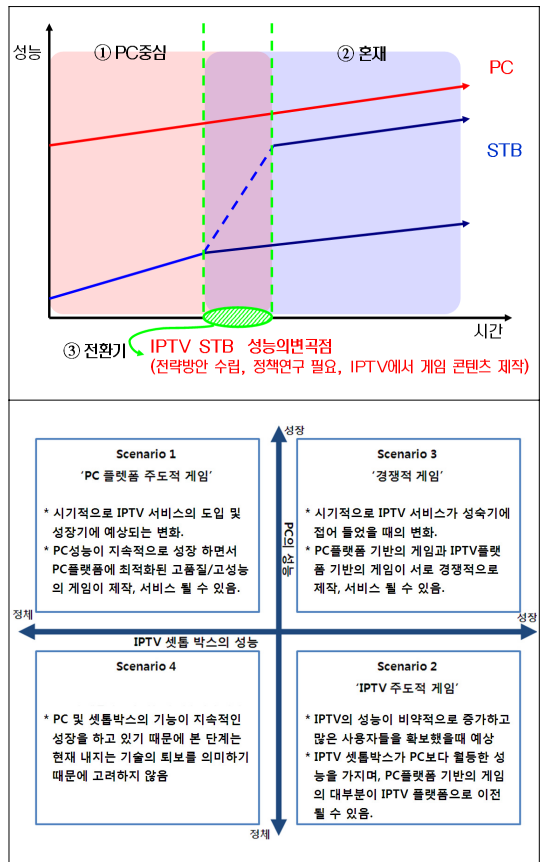 성능
① PC중심
② 혼재
PC
STB
시간
③ 전환기
IPTV STB 성능의변곡점
(전략방안 수립, 정책연구 필요, IPTV에서 게임 콘텐츠 제작)
성장
Scenario 1
'PC 플렛폼 주도적 게임'
* 시기적으로 IPTV 서비스의 도입 및
성장기에 예상되는 변화.
* PC성능이 지속적으로 성장 하면서
PC플랫폼에 최적화된 고품질/고성능
의 게임이 제작, 서비스 될 수 있음.
PC의 성능
Scenario 3
'경쟁적 게임'
* 시기적으로 IPTV 서비스가 성숙기에
접어 들었을 때의 변화.
* PC플랫폼 기반의 게임과 IPTV플랫
폼 기반의 게임이 서로 경쟁적으로
제작, 서비스 될 수 있음.
정체
IPTV 셋톱 박스의 성능
성장
Scenario 4
* PC 및 셋톱박스의 기능이 지속적인
성장을 하고 있기 때문에 본 단계는
현재 내지는 기술의 퇴보를 의미하기
때문에 고려하지 않음
Scenario 2
'IPTV 주도적 게임'
* IPTV의 성능이 비약적으로 증가하고
많은 사용자들을 확보했을때 예상
* IPTV 셋톱박스가 PC보다 월등한 성
능을 가지며, PC플랫폼 기반의 게임
의 대부분이 IPTV 플랫폼으로 이전
될 수 있음.
정체